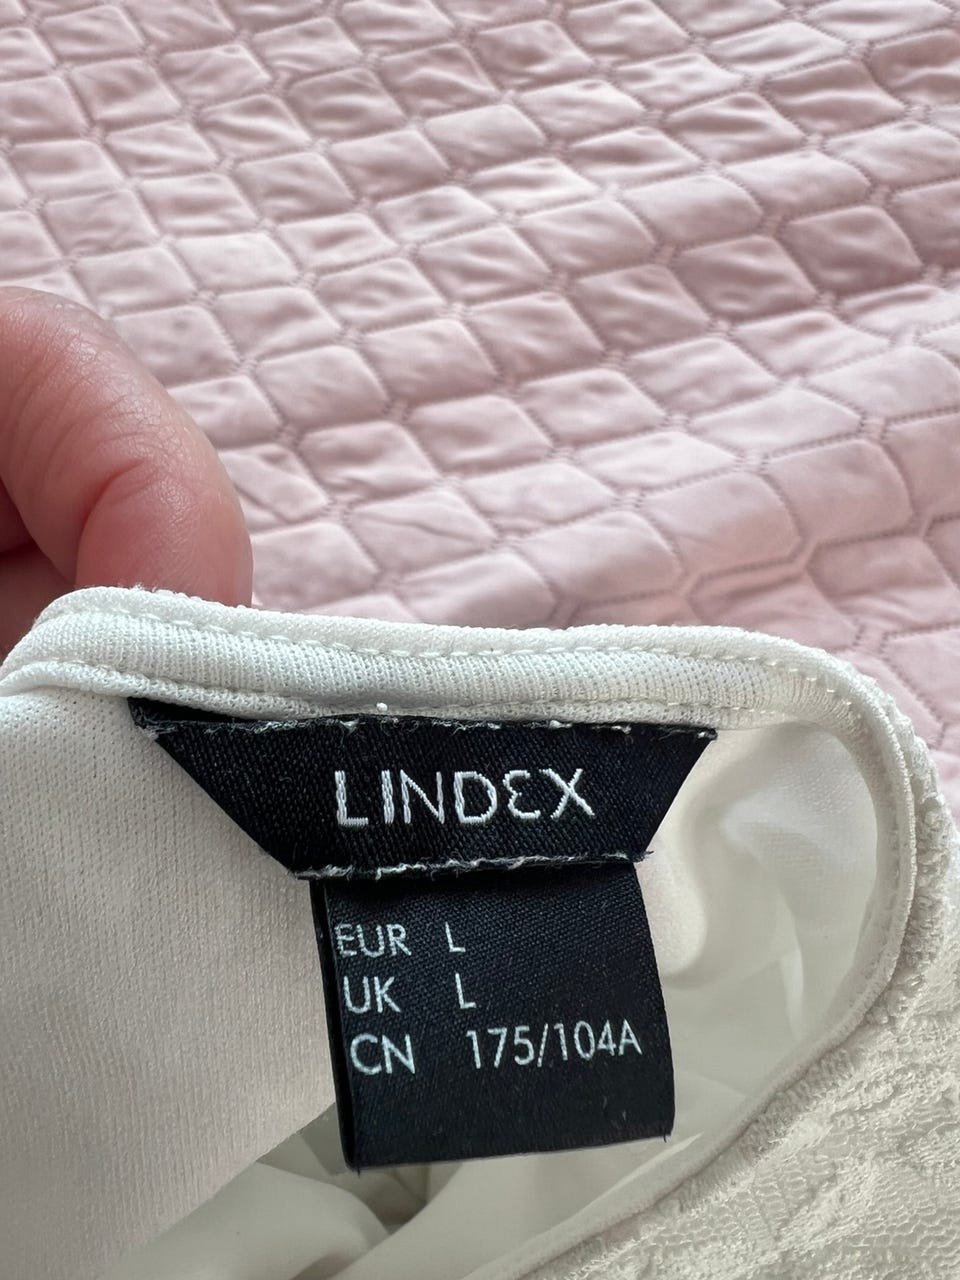 LINDEX
EUR L
UK L
CN 175/104A